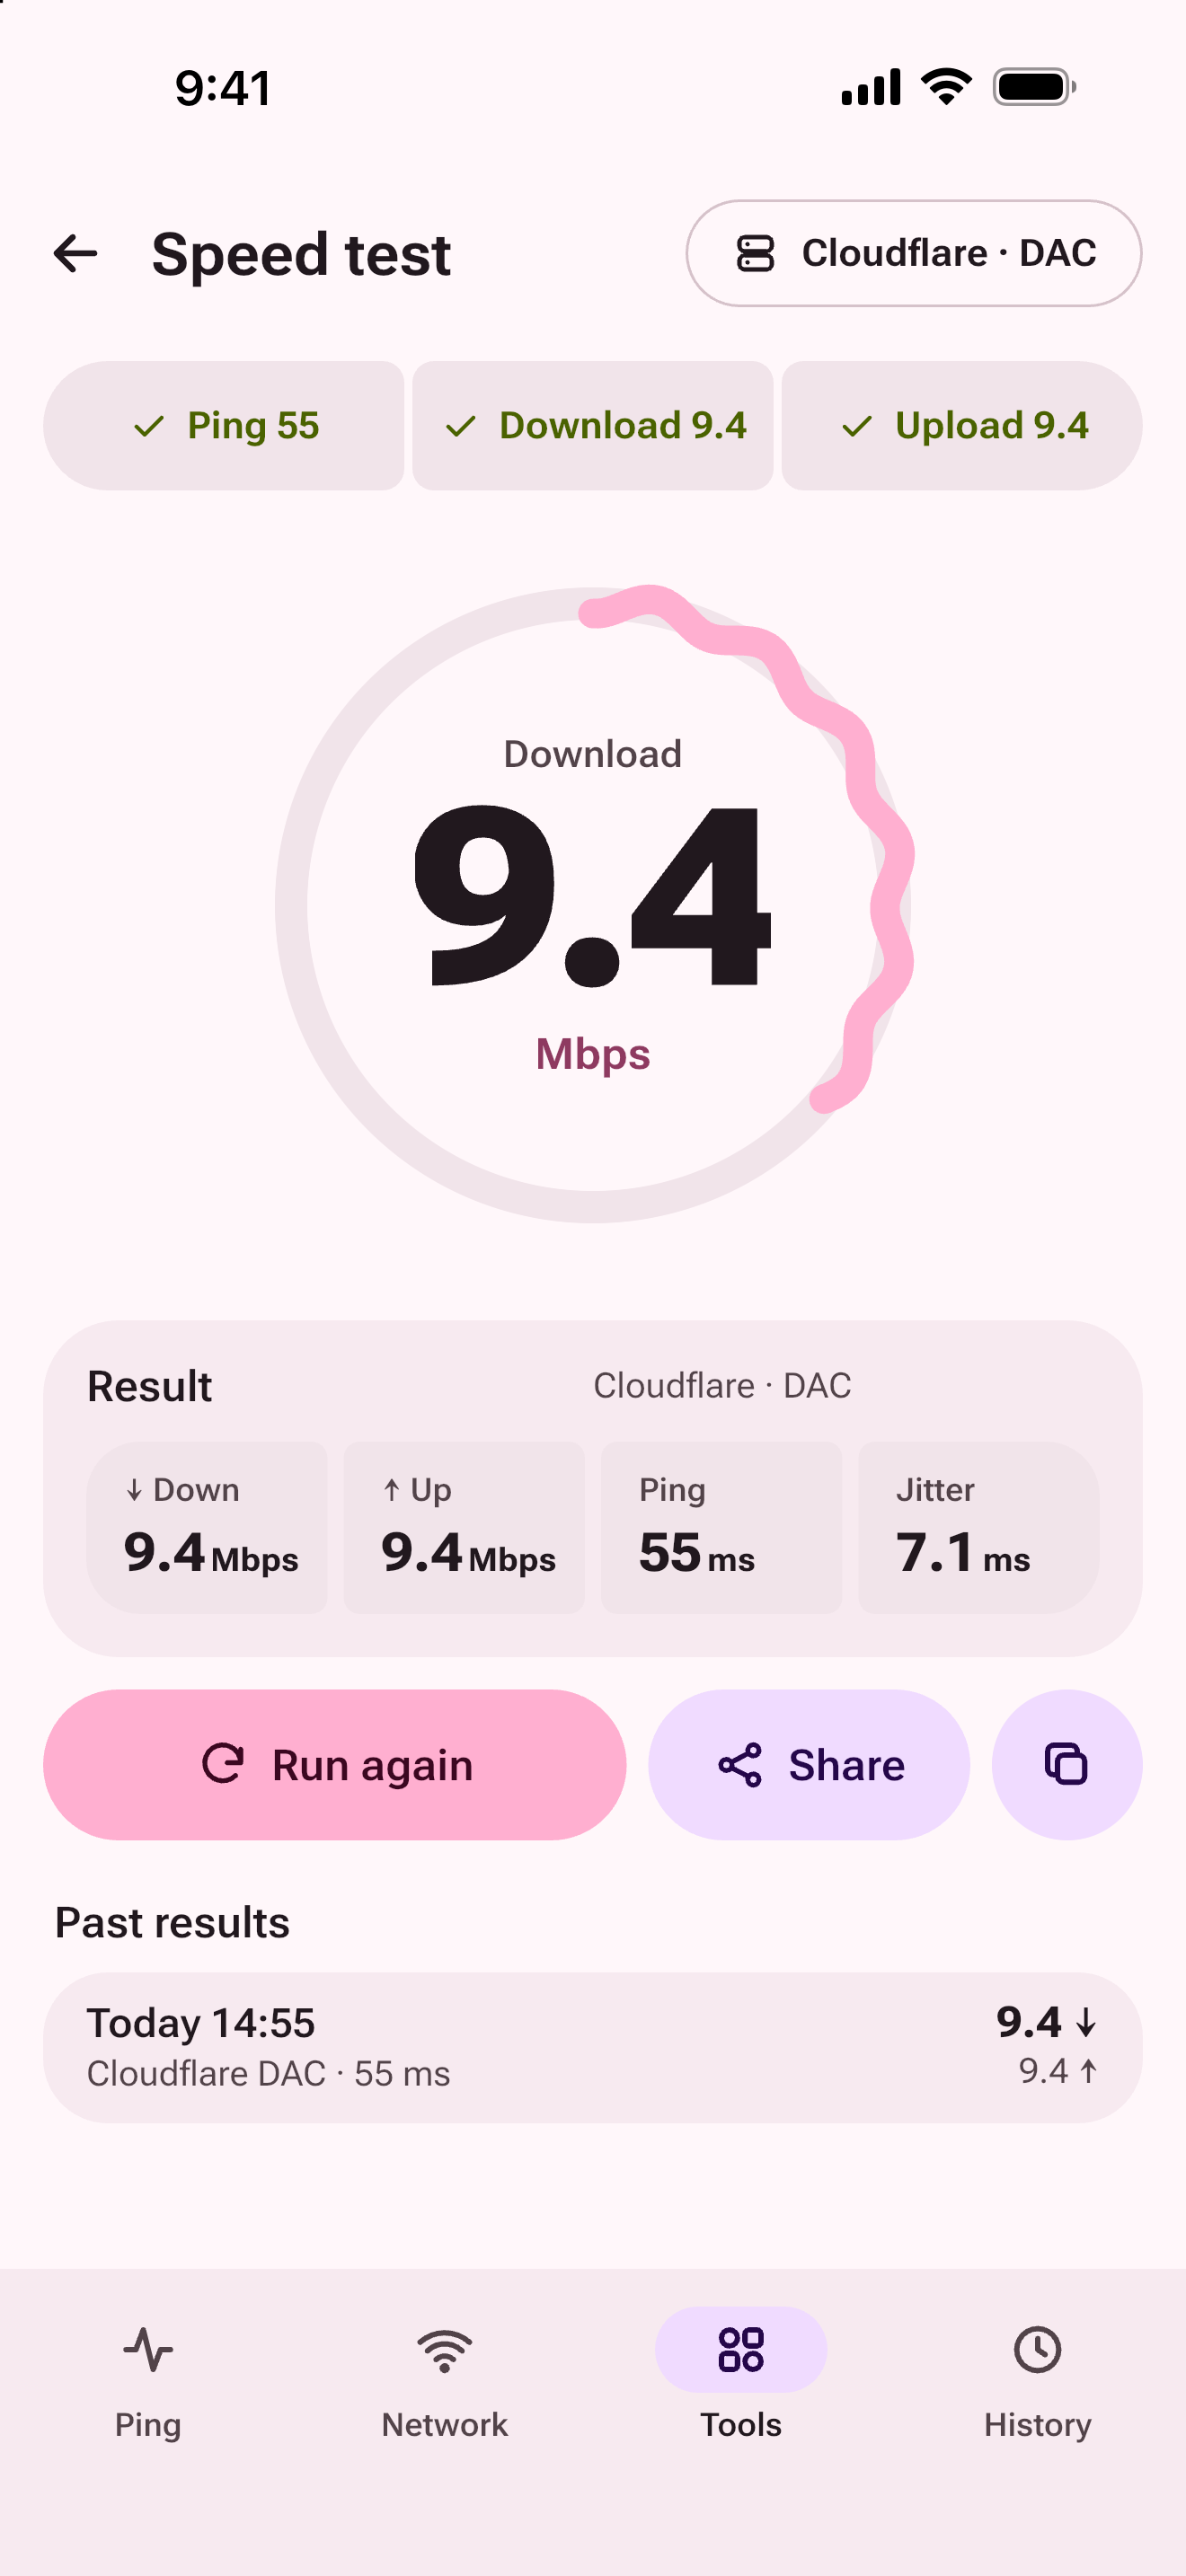 9:41
Speed test
Cloudflare · DAC
Ping 55
Download 9.4
Upload 9.4
Download
9.4
Mbps
Result
Cloudflare · DAC
↓ Down
9.4 Mbps
↑ Up
9.4 Mbps
Ping
55 ms
Jitter
7.1 ms
Run again
Share
Past results
Today 14:55
9.4 ↓
Cloudflare DAC · 55 ms
9.4 ↑
Ping
Network
Tools
History